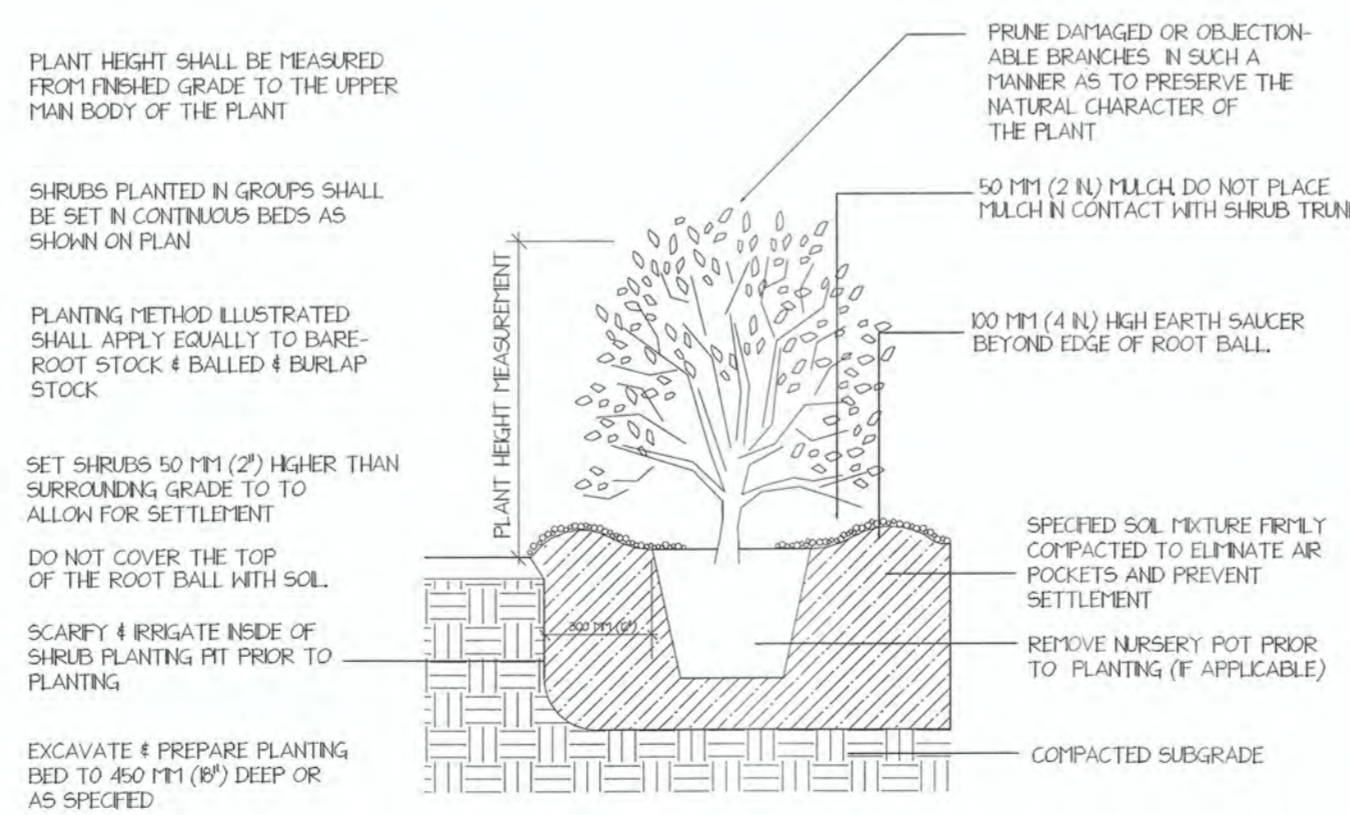 PLANT HEIGHT SHALL BE MEASURED
FROM FINISHED GRADE TO THE UPPER
MAIN BODY OF THE PLANT
SHRUBS PLANTED IN GROUPS SHALL
BE SET IN CONTINUOUS BEDS AS
SHOWN ON PLAN
PLANTING METHOD ILLUSTRATED
SHALL APPLY EQUALLY TO BARE-
ROOT STOCK & BALLED & BURLAP
STOCK
SET SHRUBS 50 MM (2") HIGHER THAN
SURROUNDING GRADE TO TO
ALLOW FOR SETTLEMENT
DO NOT COVER THE TOP
OF THE ROOT BALL WITH SOIL.
SCARIFY & IRRIGATE INSIDE OF
SHRUB PLANTING PIT PRIOR TO
PLANTING
EXCAVATE & PREPARE PLANTING
BED TO 450 MM (18") DEEP OR
AS SPECIFIED
PLANT HEIGHT MEASUREMENT
300 MM (12")
PRUNE DAMAGED OR OBJECTION-
ABLE BRANCHES IN SUCH A
MANNER AS TO PRESERVE THE
NATURAL CHARACTER OF
THE PLANT
50 MM (2 IN.) MULCH. DO NOT PLACE
MULCH IN CONTACT WITH SHRUB TRUN
100 MM (4 IN.) HIGH EARTH SAUCER
BEYOND EDGE OF ROOT BALL.
SPECIFIED SOIL MIXTURE FIRMLY
COMPACTED TO ELIMINATE AIR
POCKETS AND PREVENT
SETTLEMENT
REMOVE NURSERY POT PRIOR
TO PLANTING (IF APPLICABLE)
COMPACTED SUBGRADE